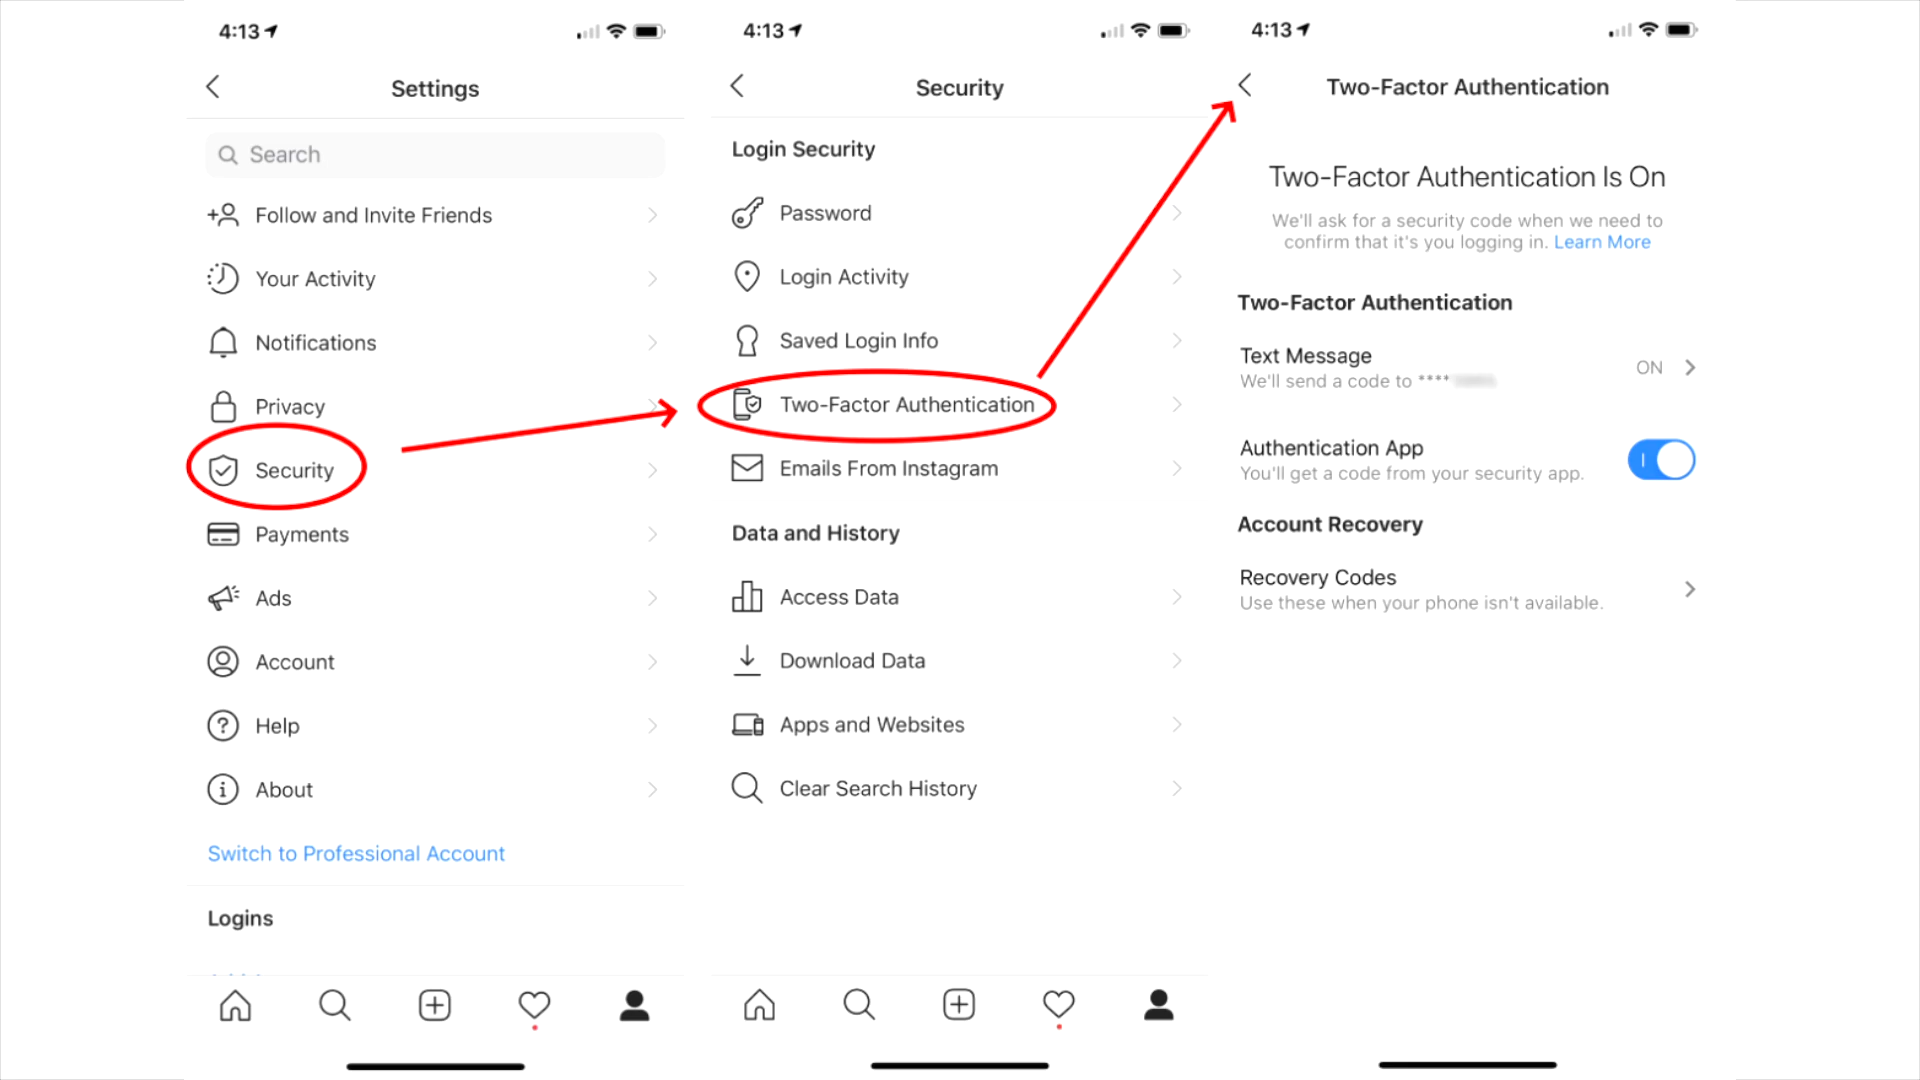 4:13
Settings
Search
Follow and Invite Friends
Your Activity
Notifications
Privacy
Security
Payments
Ads
Account
Help
About
Switch to Professional Account
Logins
4:13
Security
Login Security
Password
Login Activity
Saved Login Info
Two-Factor Authentication
Emails From Instagram
Data and History
Access Data
Download Data
Apps and Websites
Clear Search History
4:13
Two-Factor Authentication
Two-Factor Authentication Is On
We'll ask for a security code when we need to
confirm that it's you logging in. Learn More
Two-Factor Authentication
Text Message
ON
We'll send a code to ****
Authentication App
You'll get a code from your security app.
Account Recovery
Recovery Codes
Use these when your phone isn't available.